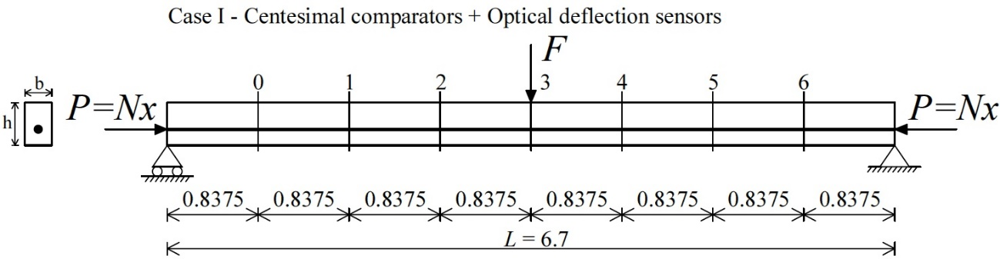 Case I - Centesimal comparators + Optical deflection sensors
F
0 1 2 3 4 5 6
b
h
P=Nx
P=Nx
0.8375 0.8375 0.8375 0.8375 0.8375 0.8375 0.8375 0.8375
L = 6.7